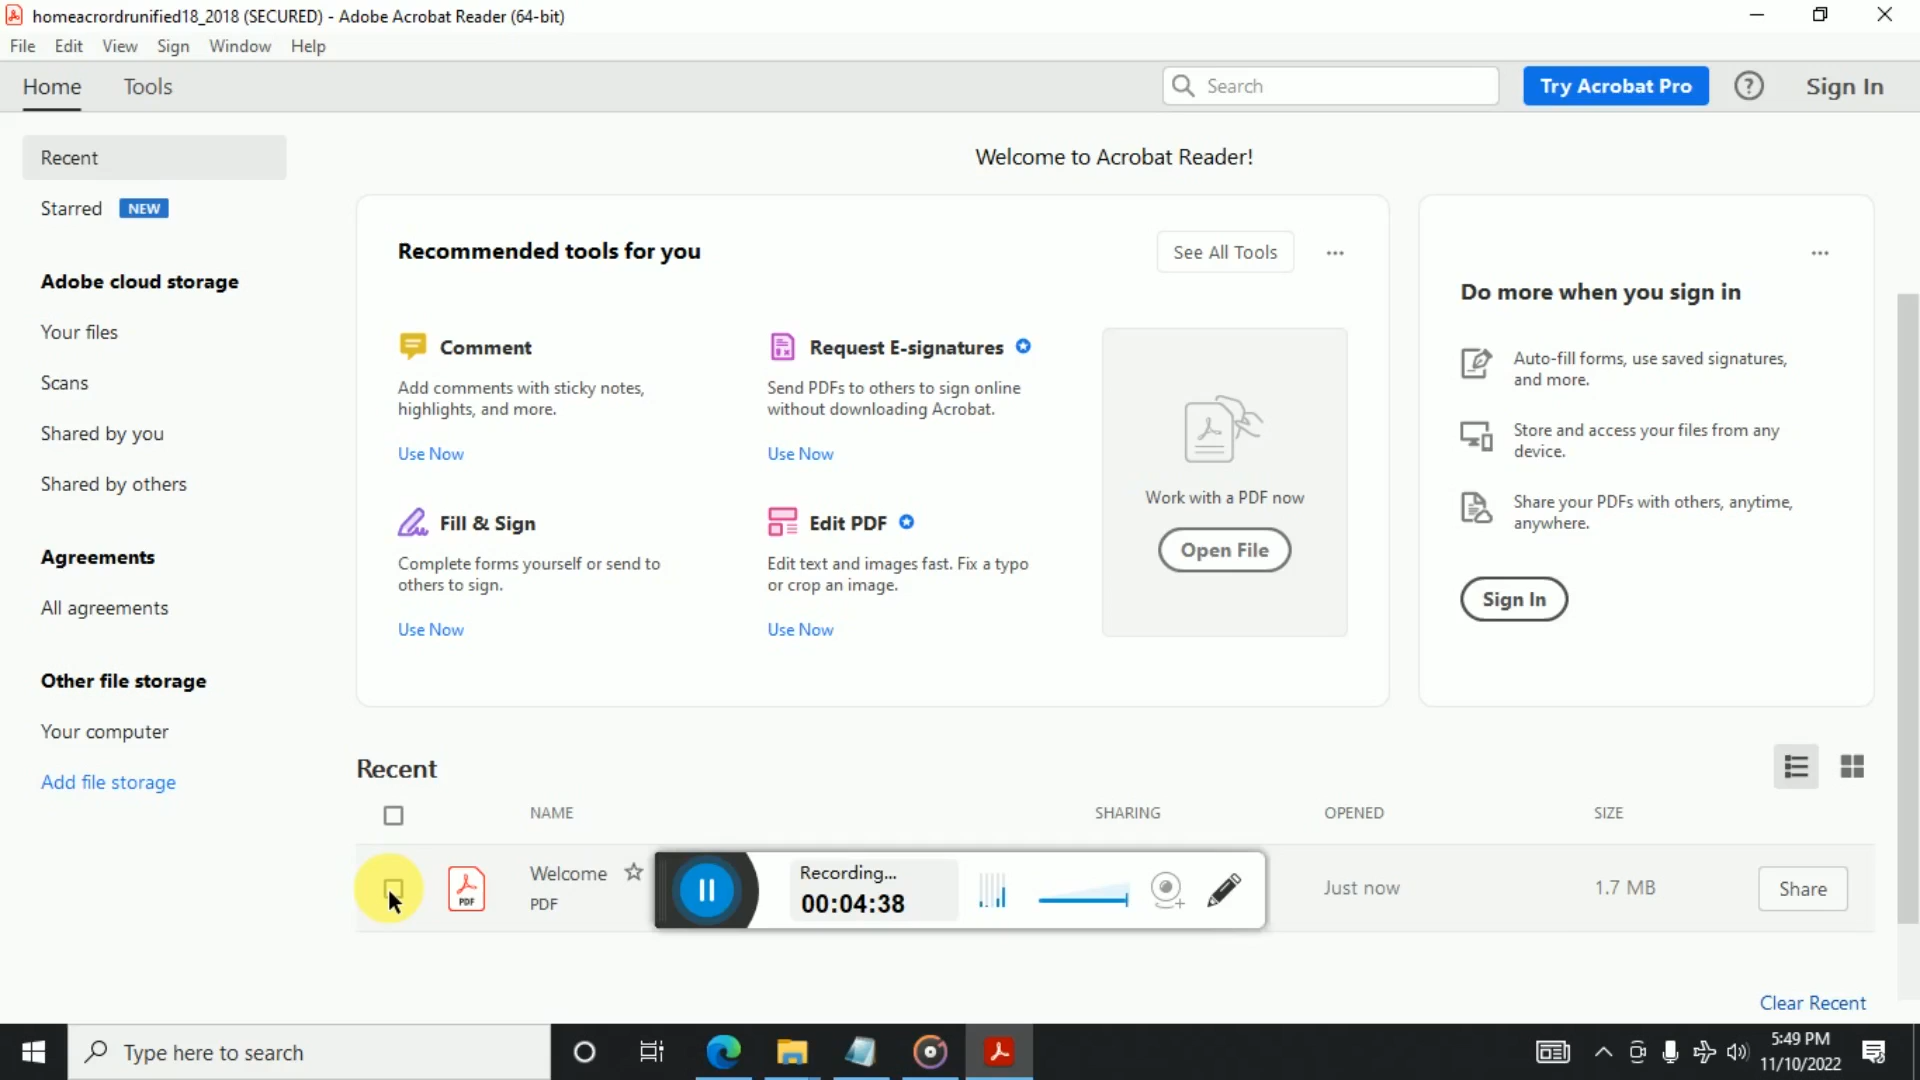 homeacrordrunified18_2018 (SECURED) - Adobe Acrobat Reader (64-bit)
File Edit View Sign Window Help
Home Tools
Search
Try Acrobat Pro
?
Sign In
Recent
Starred NEW
Adobe cloud storage
Your files
Scans
Shared by you
Shared by others
Agreements
All agreements
Other file storage
Your computer
Add file storage
Welcome to Acrobat Reader!
Recommended tools for you
See All Tools
Comment
Add comments with sticky notes,
highlights, and more.
Use Now
Request E-signatures
Send PDFs to others to sign online
without downloading Acrobat.
Use Now
Fill & Sign
Complete forms yourself or send to
others to sign.
Use Now
Edit PDF
Edit text and images fast. Fix a typo
or crop an image.
Use Now
Work with a PDF now
Open File
Do more when you sign in
Auto-fill forms, use saved signatures,
and more.
Store and access your files from any
device.
Share your PDFs with others, anytime,
anywhere.
Sign In
Recent
NAME SHARING OPENED SIZE
PDF
Welcome
PDF
Recording...
00:04:38
Just now
1.7 MB
Share
Clear Recent
Type here to search
5:49 PM
11/10/2022